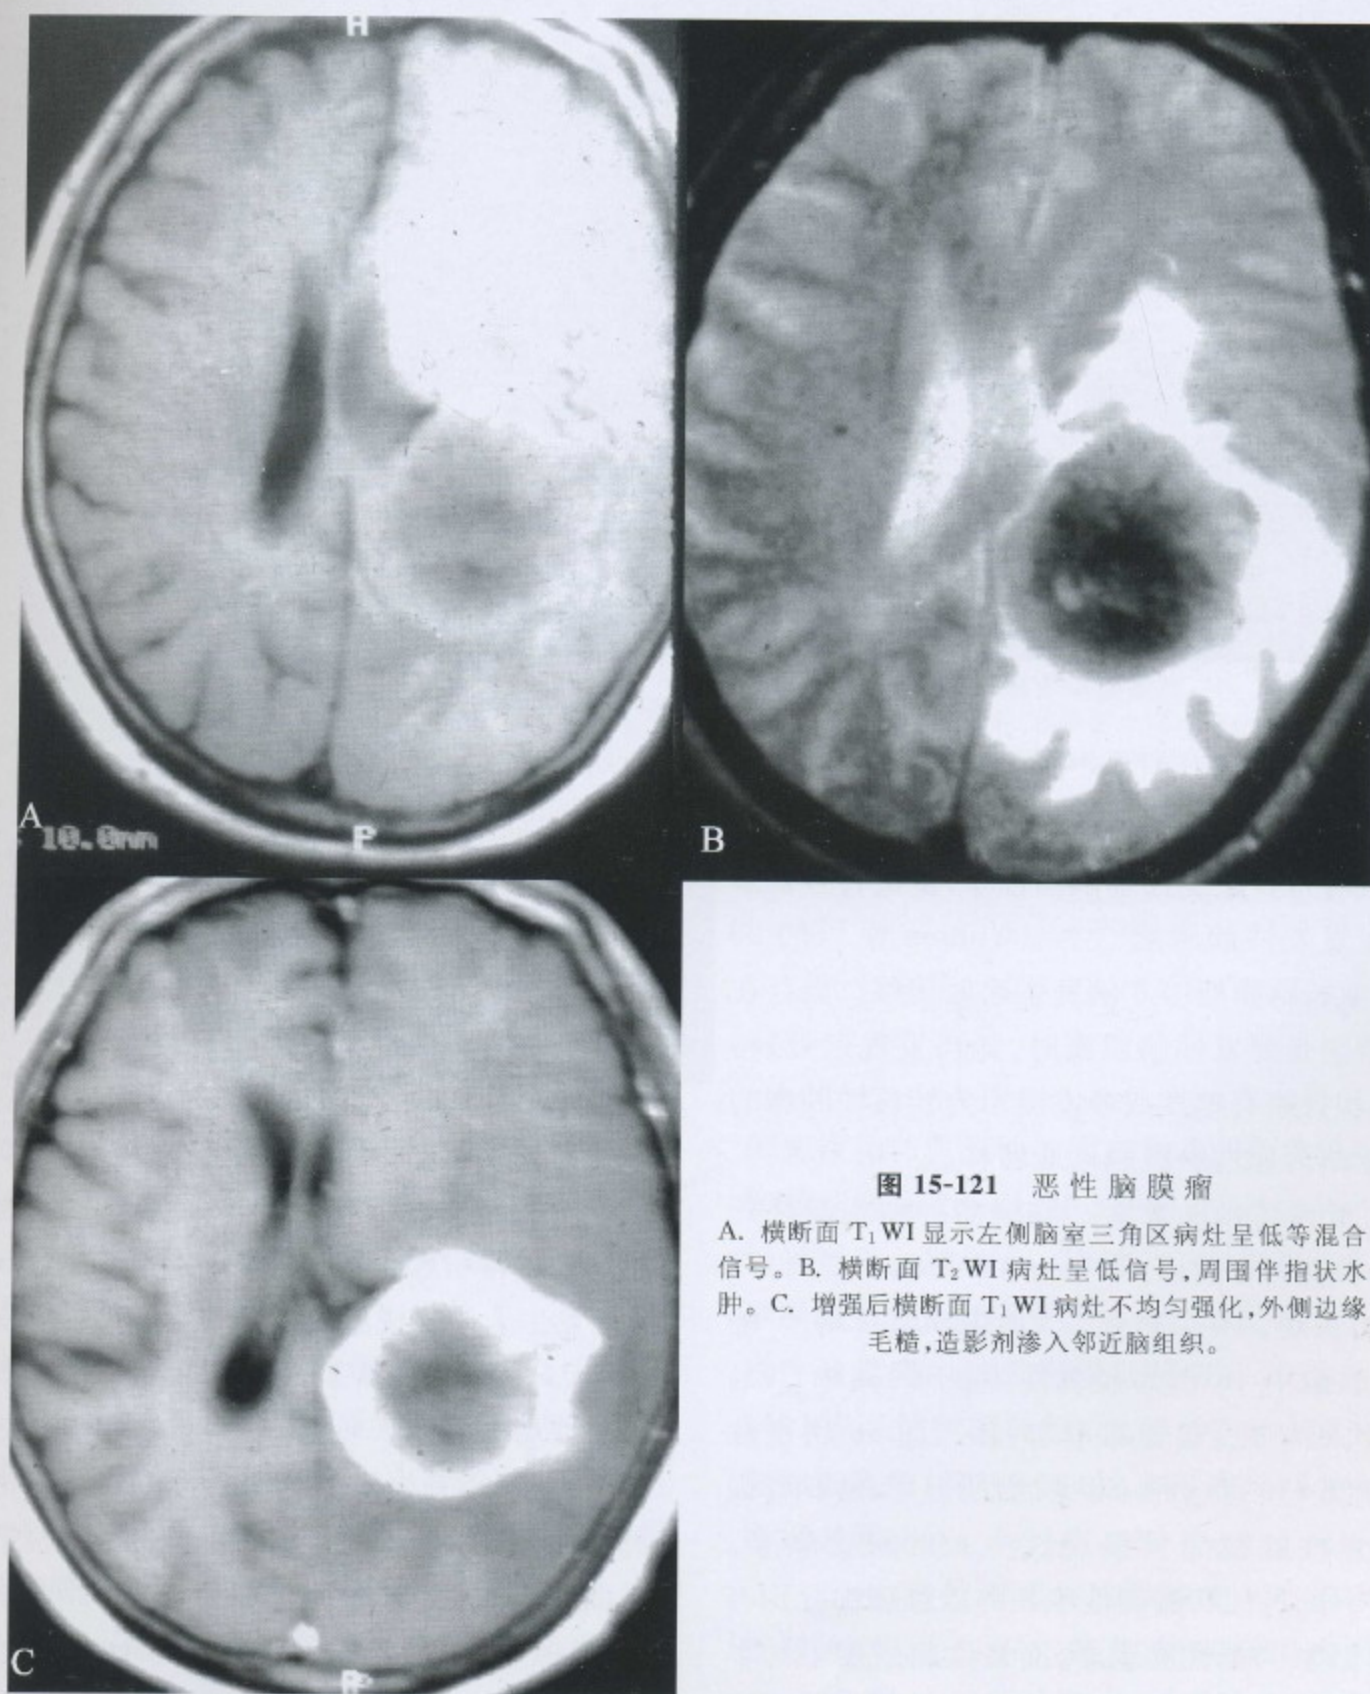 H
A
10.0mm
P
B
图 15-121 恶性脑膜瘤
A. 横断面 T₁WI 显示左侧脑室三角区病灶呈低等混合
信号。B. 横断面 T₂WI 病灶呈低信号,周围伴指状水
肿。C. 增强后横断面 T₁WI 病灶不均匀强化,外侧边缘
毛糙,造影剂渗入邻近脑组织。
C